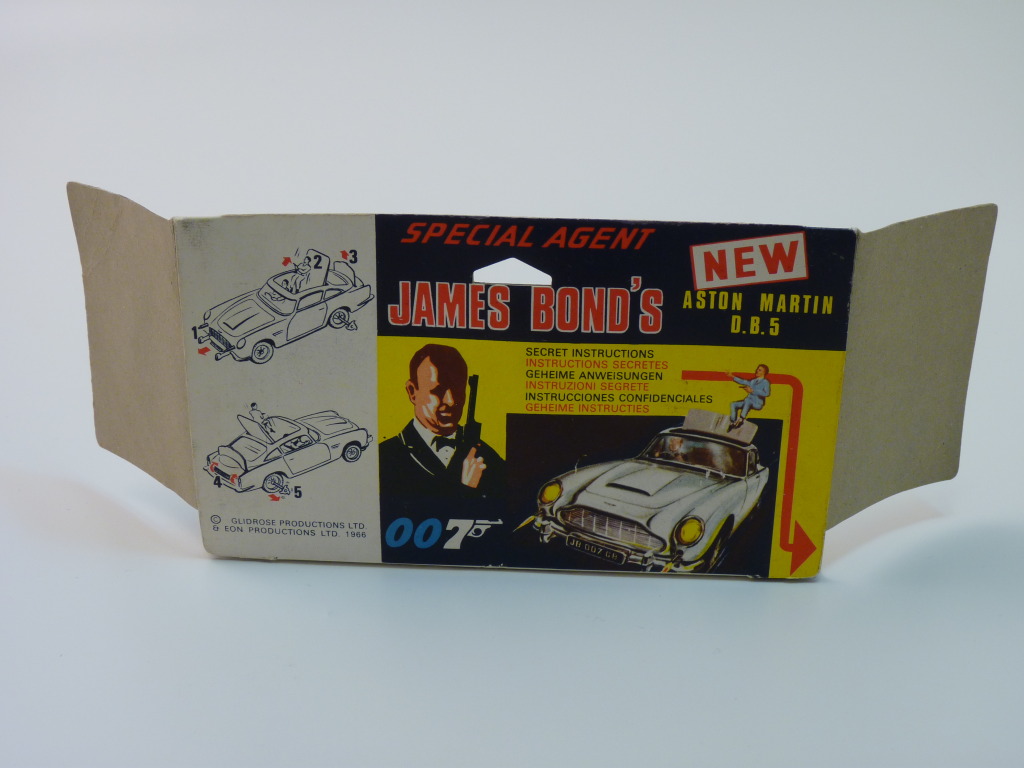 SPECIAL AGENT
JAMES BOND'S
NEW
ASTON MARTIN
D.B.5
SECRET INSTRUCTIONS
INSTRUCTIONS SECRETES
GEHEIME ANWEISUNGEN
INSTRUZIONI SEGRETE
INSTRUCCIONES CONFIDENCIALES
GEHEIME INSTRUCTIES
007
JB 007 GB
1
2
3
4
5
© GLIDROSE PRODUCTIONS LTD.
& EON PRODUCTIONS LTD. 1966